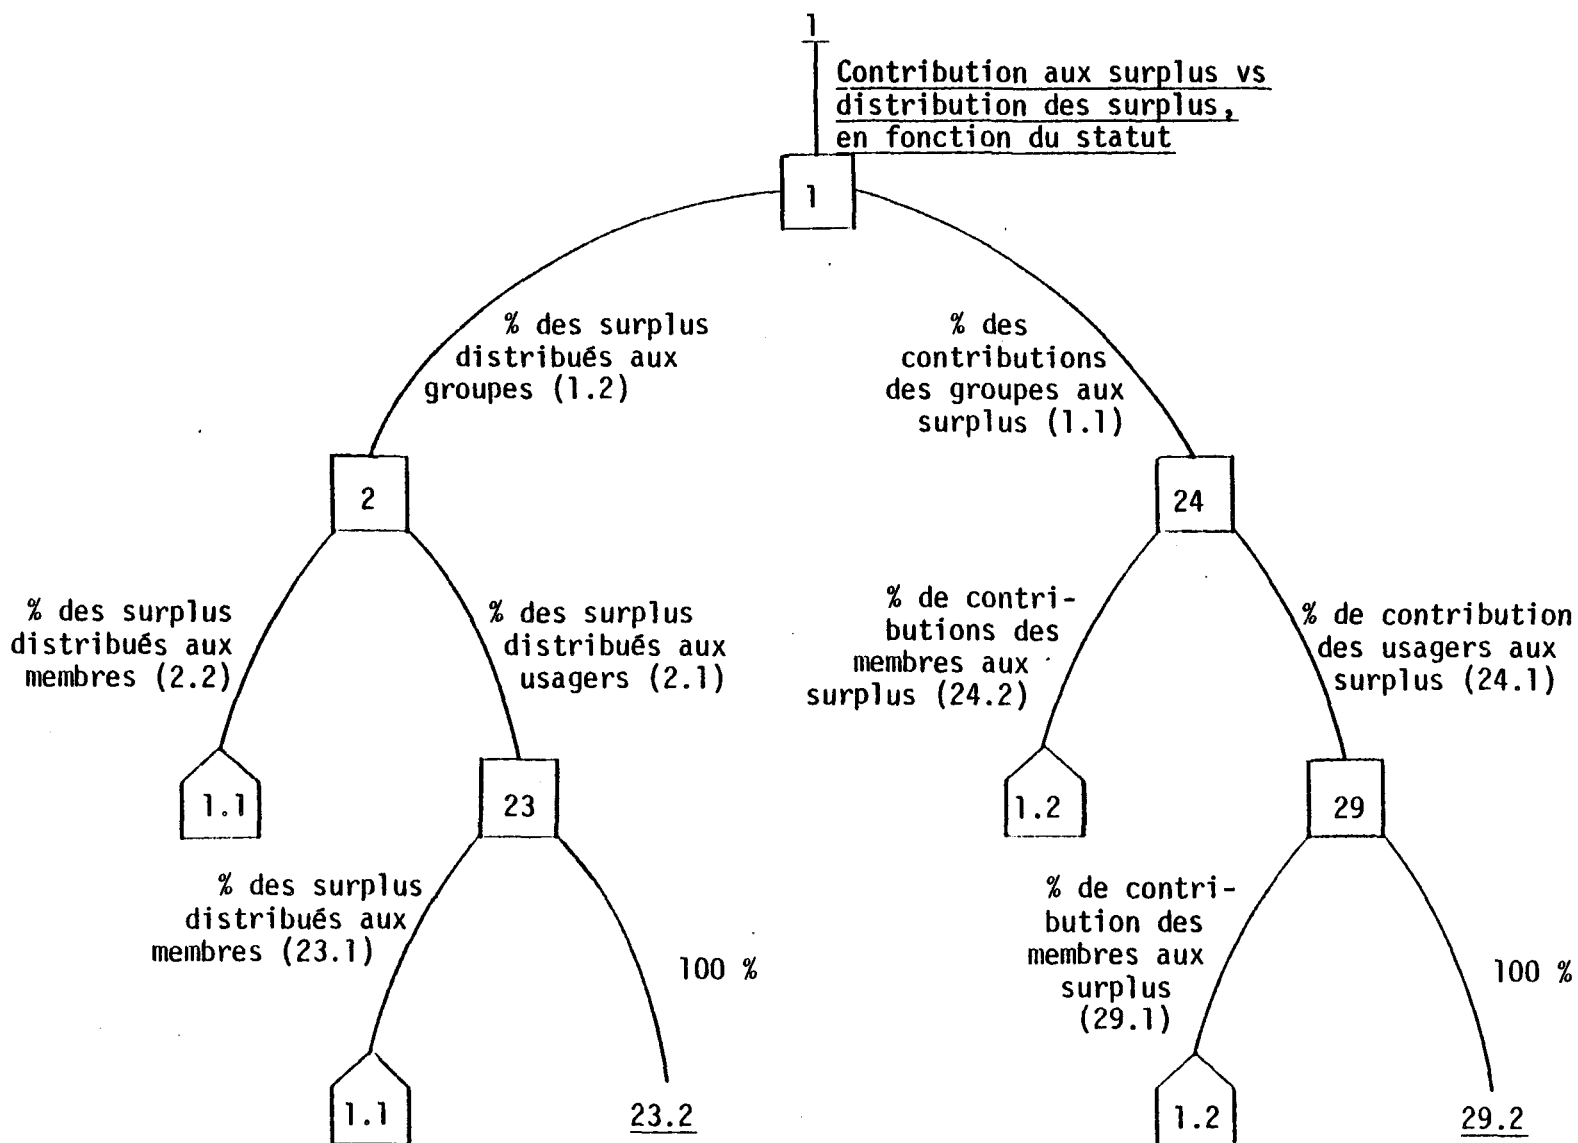 1
Contribution aux surplus vs
distribution des surplus,
en fonction du statut
1
% des surplus
distribués aux
groupes (1.2)
% des
contributions
des groupes aux
surplus (1.1)
2
24
% des surplus
distribués aux
membres (2.2)
% des surplus
distribués aux
usagers (2.1)
% de contri-
butions des
membres aux
surplus (24.2)
% de contribution
des usagers aux
surplus (24.1)
1.1
23
1.2
29
% des surplus
distribués aux
membres (23.1)
100 %
% de contri-
bution des
membres aux
surplus
(29.1)
100 %
1.1
23.2
1.2
29.2